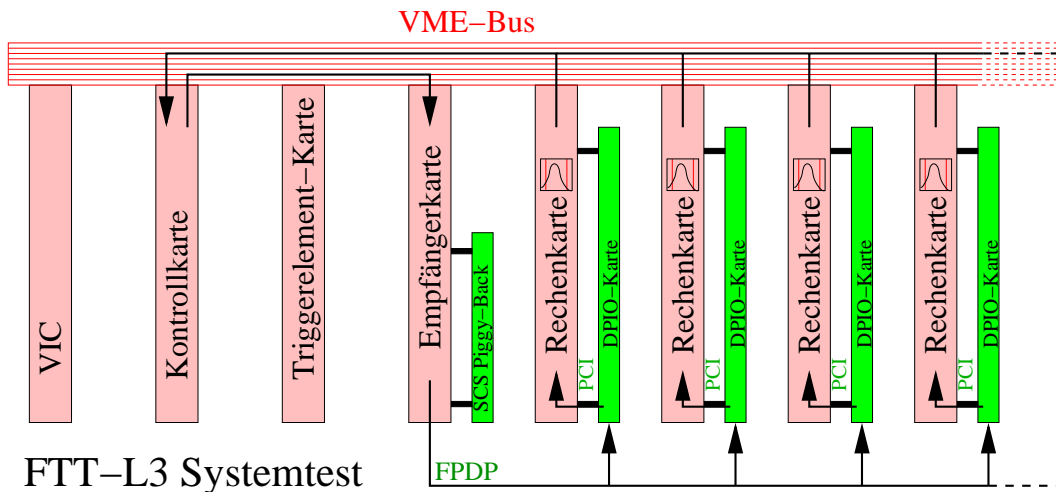 VME–Bus
VIC
Kontrollkarte
Triggerelement–Karte
Empfängerkarte
SCS Piggy–Back
Rechenkarte
PCI
DPIO–Karte
Rechenkarte
PCI
DPIO–Karte
Rechenkarte
PCI
DPIO–Karte
Rechenkarte
PCI
DPIO–Karte
FTT–L3 Systemtest
FPDP